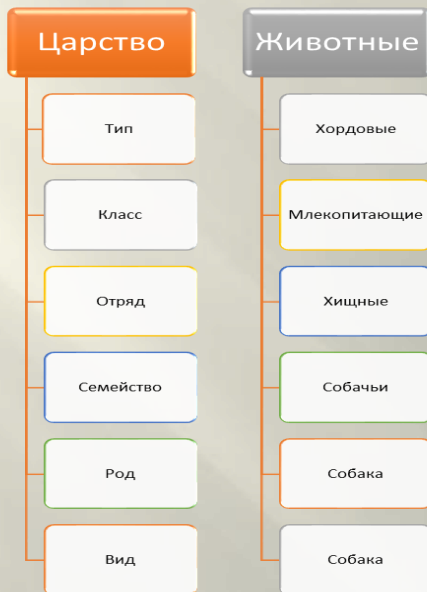 Царство
Животные
Тип
Хордовые
Класс
Млекопитающие
Отряд
Хищные
Семейство
Собачьи
Род
Собака
Вид
Собака